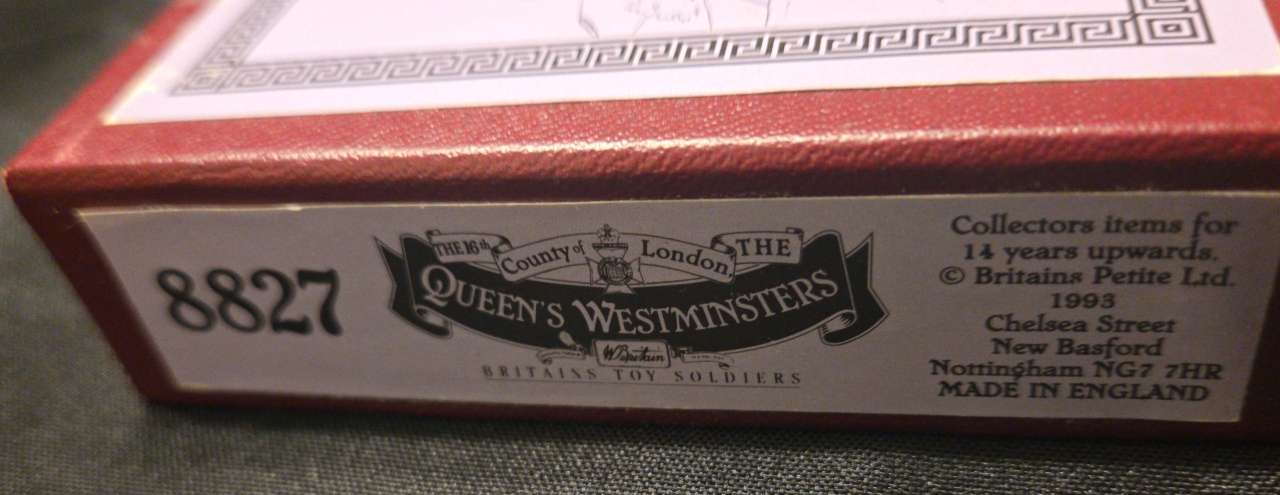 8827
THE 16th County of London, THE
QUEEN'S WESTMINSTERS
W Britain
BRITAINS TOY SOLDIERS
Collectors items for
14 years upwards.
© Britains Petite Ltd.
1993
Chelsea Street
New Basford
Nottingham NG7 7HR
MADE IN ENGLAND